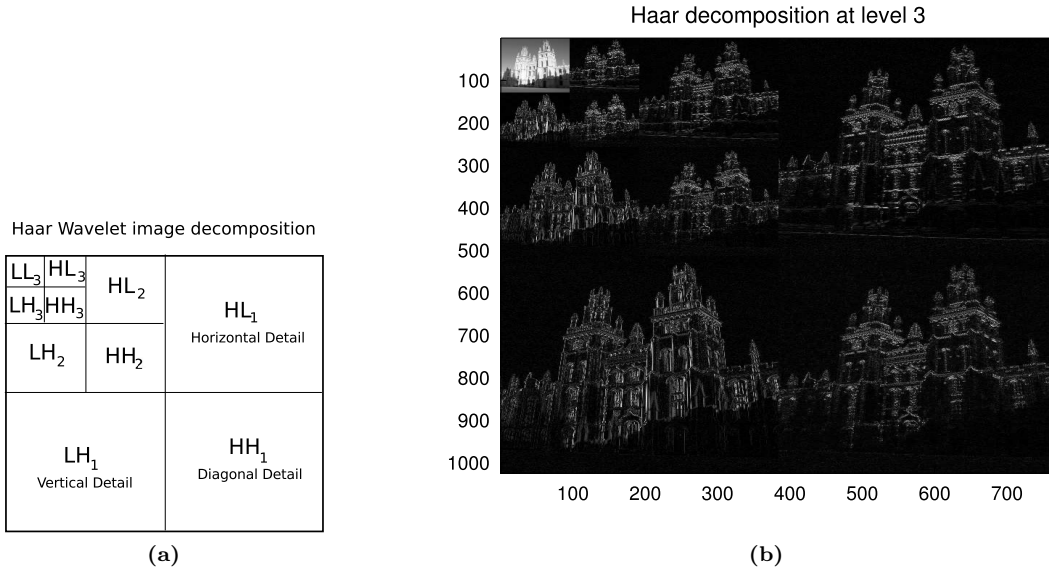 Haar Wavelet image decomposition
LL3 HL3 HL2
LH3 HH3
LH2 HH2
HL1
Horizontal Detail
LH1
Vertical Detail
HH1
Diagonal Detail
(a)
Haar decomposition at level 3
100
200
300
400
500
600
700
800
900
1000
100 200 300 400 500 600 700
(b)